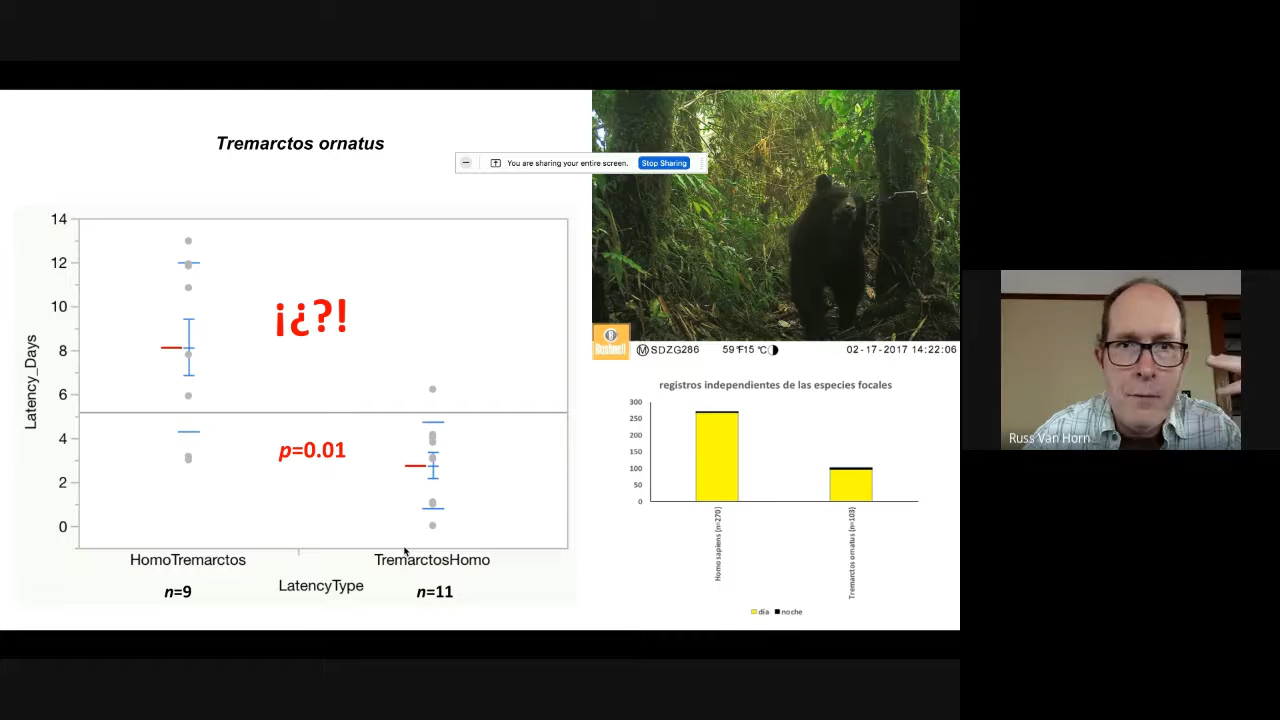 Tremarctos ornatus
You are sharing your entire screen.
Stop Sharing
14
12
10
8
6
4
2
0
Latency_Days
¡¿?!
p=0.01
HomoTremarctos
TremarctosHomo
LatencyType
n=9
n=11
Bushnell
M SDZG286 59°F15 °C 02-17-2017 14:22:06
registros independientes de las especies focales
300
250
200
150
100
50
0
Homo sapiens (n=270)
Tremarctos ornatus (n=103)
día noche
Russ Van Horn